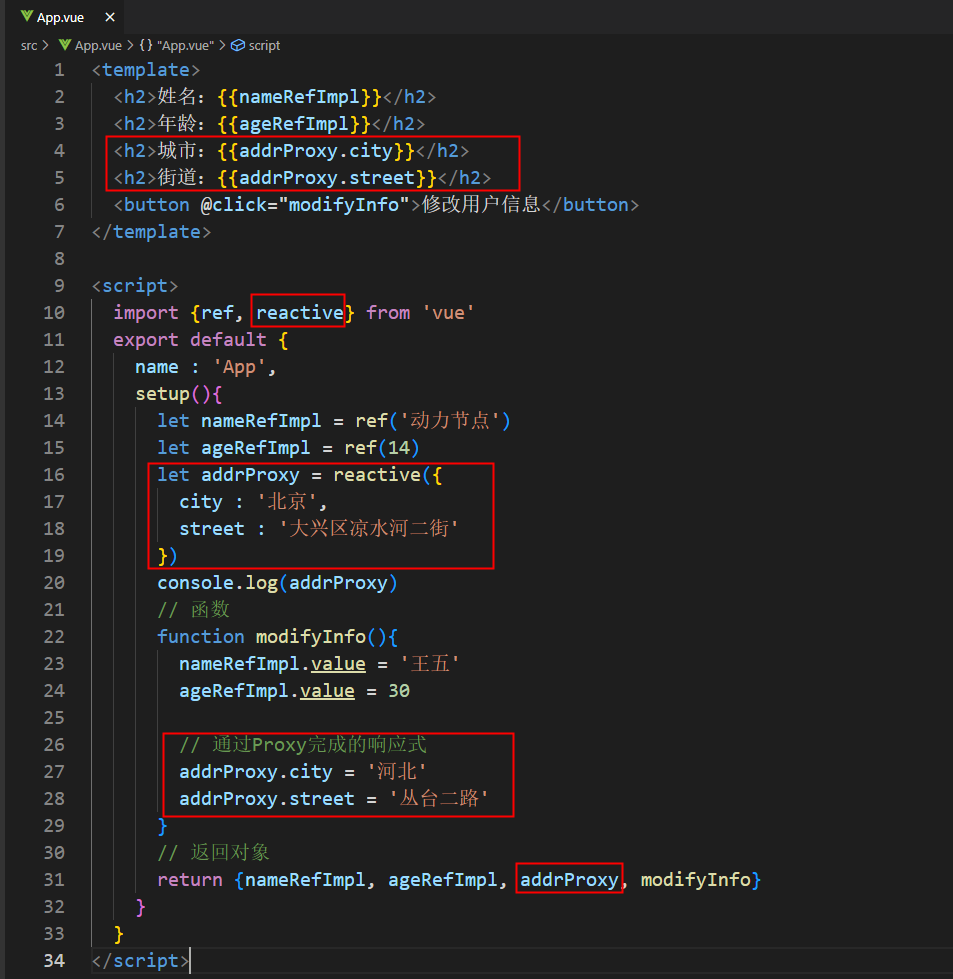 App.vue ×
src > App.vue > {} "App.vue" > script
1 <template>
2   <h2>姓名：{{nameRefImpl}}</h2>
3   <h2>年龄：{{ageRefImpl}}</h2>
4   <h2>城市：{{addrProxy.city}}</h2>
5   <h2>街道：{{addrProxy.street}}</h2>
6   <button @click="modifyInfo">修改用户信息</button>
7 </template>
8
9 <script>
10   import {ref, reactive} from 'vue'
11   export default {
12     name : 'App',
13     setup(){
14       let nameRefImpl = ref('动力节点')
15       let ageRefImpl = ref(14)
16       let addrProxy = reactive({
17         city : '北京',
18         street : '大兴区凉水河二街'
19       })
20       console.log(addrProxy)
21       // 函数
22       function modifyInfo(){
23         nameRefImpl.value = '王五'
24         ageRefImpl.value = 30
25
26         // 通过Proxy完成的响应式
27         addrProxy.city = '河北'
28         addrProxy.street = '丛台二路'
29       }
30       // 返回对象
31       return {nameRefImpl, ageRefImpl, addrProxy, modifyInfo}
32     }
33   }
34 </script>